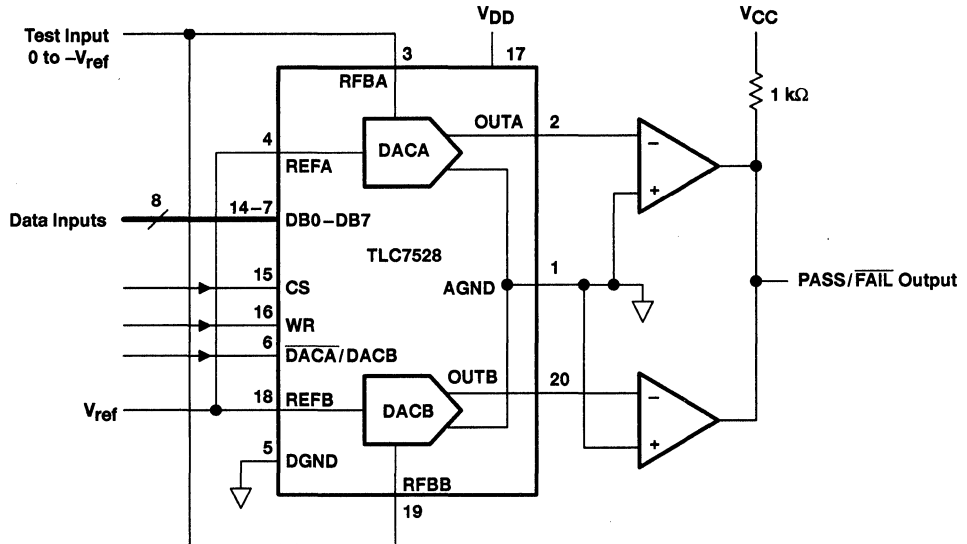 Test Input
0 to –Vref
VDD
VCC
3
17
RFBA
1 kΩ
OUTA
2
4
DACA
REFA
–
+
8
14–7
Data Inputs
DB0–DB7
TLC7528
15
CS
AGND
1
PASS/FAIL Output
16
WR
6
DACA/DACB
OUTB
20
Vref
18
REFB
DACB
–
+
5
DGND
RFBB
19